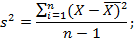 s² = ∑ⁿᵢ₌₁(X − X̅)² / (n − 1);